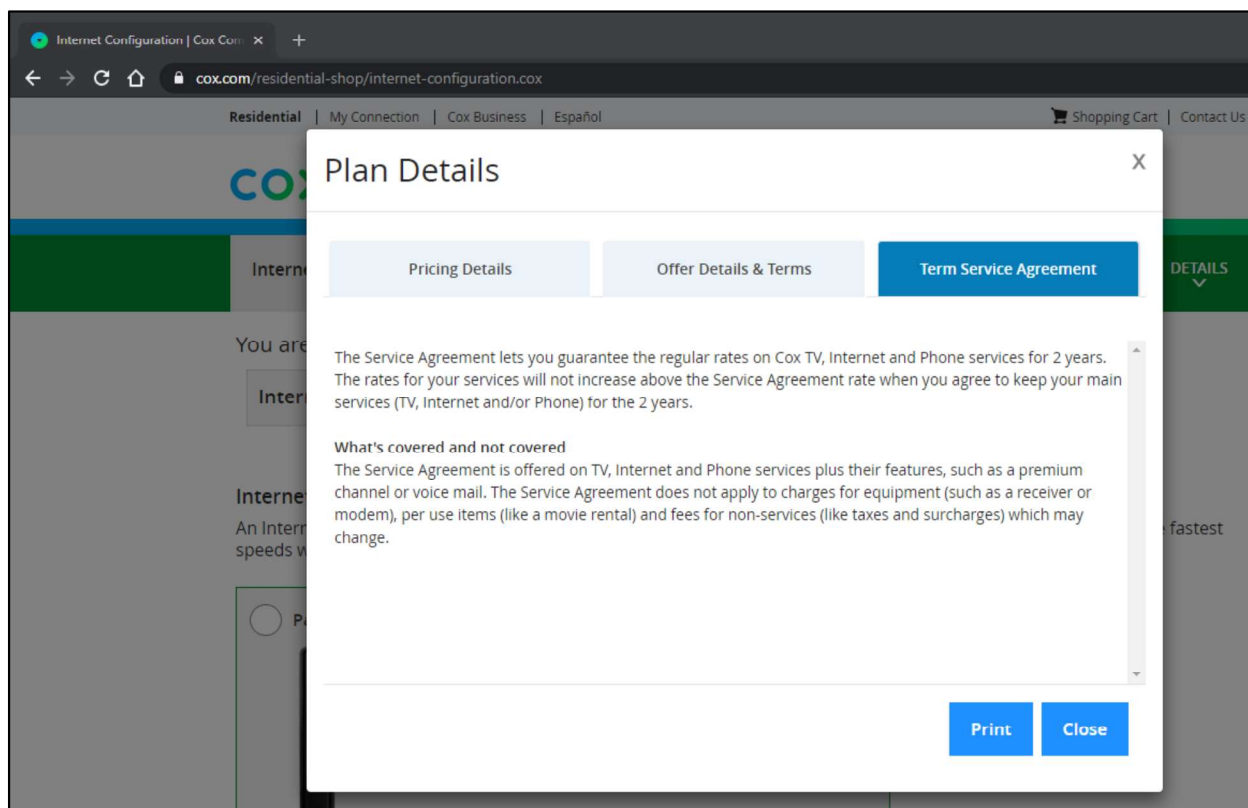 Internet Configuration | Cox Com
cox.com/residential-shop/internet-configuration.cox
Residential | My Connection | Cox Business | Español
Shopping Cart | Contact Us
COX
Plan Details
X
Interne
Pricing Details
Offer Details & Terms
Term Service Agreement
DETAILS
You are
Inter
The Service Agreement lets you guarantee the regular rates on Cox TV, Internet and Phone services for 2 years.
The rates for your services will not increase above the Service Agreement rate when you agree to keep your main
services (TV, Internet and/or Phone) for the 2 years.
What's covered and not covered
The Service Agreement is offered on TV, Internet and Phone services plus their features, such as a premium
channel or voice mail. The Service Agreement does not apply to charges for equipment (such as a receiver or
modem), per use items (like a movie rental) and fees for non-services (like taxes and surcharges) which may
change.
Interne
An Intern
fastest
speeds w
Pa
Print
Close